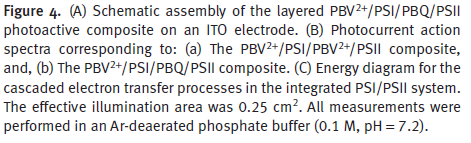 Figure 4. (A) Schematic assembly of the layered PBV²⁺/PSI/PBQ/PSII
photoactive composite on an ITO electrode. (B) Photocurrent action
spectra corresponding to: (a) The PBV²⁺/PSI/PBV²⁺/PSII composite,
and, (b) The PBV²⁺/PSI/PBQ/PSII composite. (C) Energy diagram for the
cascaded electron transfer processes in the integrated PSI/PSII system.
The effective illumination area was 0.25 cm². All measurements were
performed in an Ar-deaerated phosphate buffer (0.1 M, pH = 7.2).